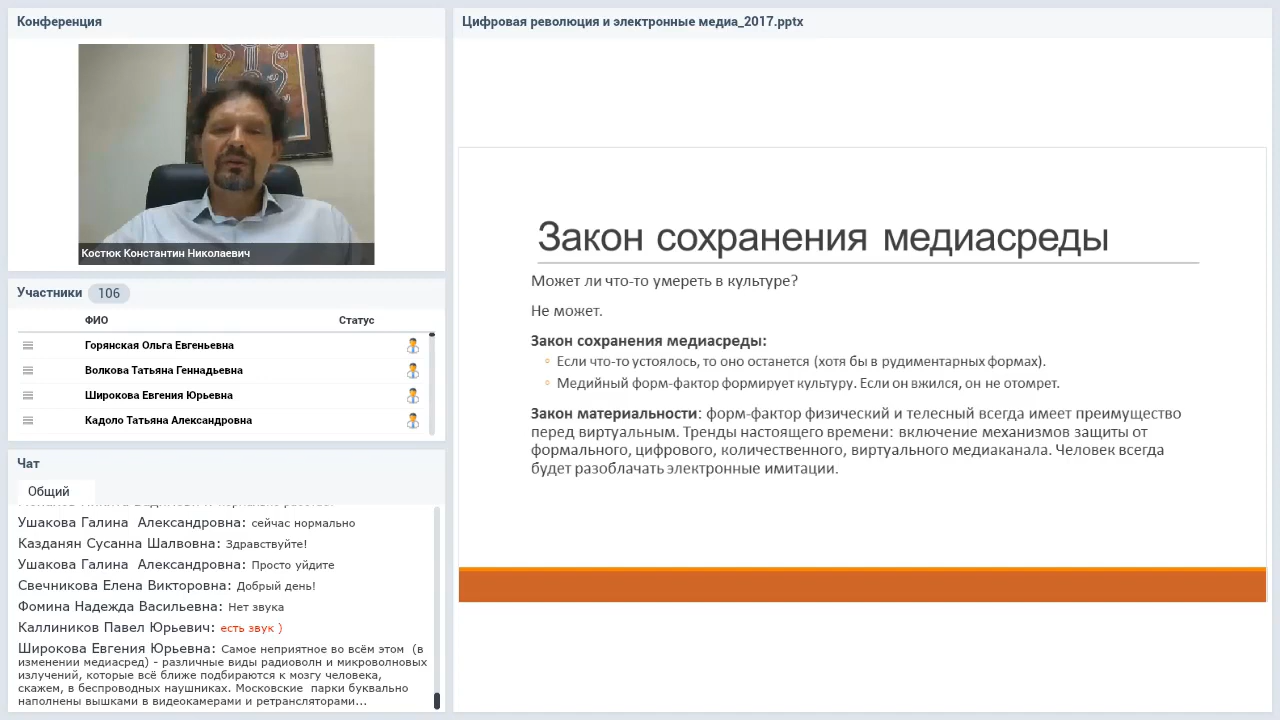 Конференция
Костюк Константин Николаевич
Участники 106
ФИО Статус
Горянская Ольга Евгеньевна
Волкова Татьяна Геннадьевна
Широкова Евгения Юрьевна
Кадоло Татьяна Александровна
Чат
Общий
Ушакова Галина Александровна: сейчас нормально
Казданян Сусанна Шалвовна: Здравствуйте!
Ушакова Галина Александровна: Просто уйдите
Свечникова Елена Викторовна: Добрый день!
Фомина Надежда Васильевна: Нет звука
Каллиников Павел Юрьевич: есть звук )
Широкова Евгения Юрьевна: Самое неприятное во всём этом (в
изменении медиасред) - различные виды радиоволн и микроволновых
излучений, которые всё ближе подбираются к мозгу человека,
скажем, в беспроводных наушниках. Московские парки буквально
наполнены вышками в видеокамерами и ретрансляторами...
Цифровая революция и электронные медиа_2017.pptx
Закон сохранения медиасреды
Может ли что-то умереть в культуре?
Не может.
Закон сохранения медиасреды:
Если что-то устоялось, то оно останется (хотя бы в рудиментарных формах).
Медийный форм-фактор формирует культуру. Если он вжился, он не отомрет.
Закон материальности: форм-фактор физический и телесный всегда имеет преимущество
перед виртуальным. Тренды настоящего времени: включение механизмов защиты от
формального, цифрового, количественного, виртуального медиаканала. Человек всегда
будет разоблачать электронные имитации.